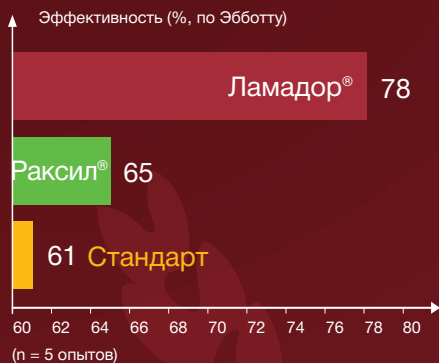 Эффективность (%, по Эбботту)
Ламадор® 78
Раксил® 65
61 Стандарт
60 62 64 66 68 70 72 74 76 78 80
(n = 5 опытов)